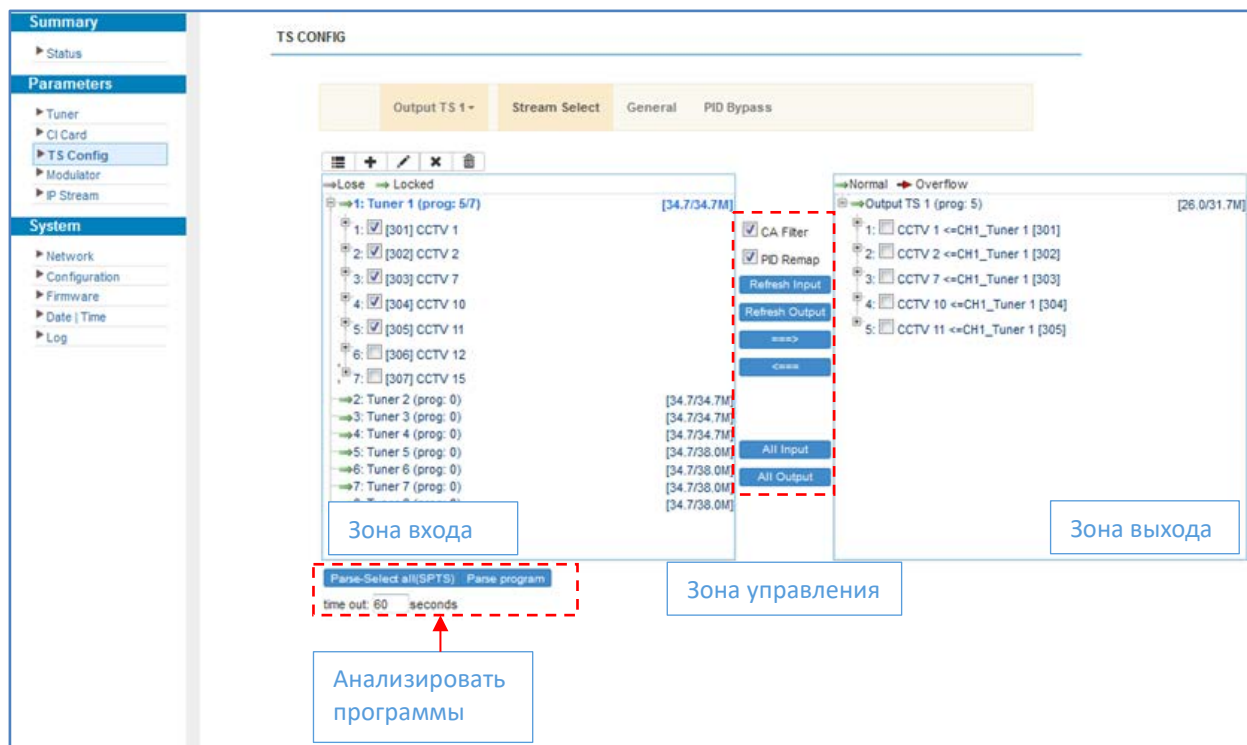 Summary
Status
Parameters
Tuner
CI Card
TS Config
Modulator
IP Stream
System
Network
Configuration
Firmware
Date | Time
Log
TS CONFIG
Output TS 1
Stream Select
General
PID Bypass
Lose Locked
1: Tuner 1 (prog: 5/7) [34.7/34.7M]
1: [301] CCTV 1
2: [302] CCTV 2
3: [303] CCTV 7
4: [304] CCTV 10
5: [305] CCTV 11
6: [306] CCTV 12
7: [307] CCTV 15
2: Tuner 2 (prog: 0) [34.7/34.7M]
3: Tuner 3 (prog: 0) [34.7/34.7M]
4: Tuner 4 (prog: 0) [34.7/34.7M]
5: Tuner 5 (prog: 0) [34.7/38.0M]
6: Tuner 6 (prog: 0) [34.7/38.0M]
7: Tuner 7 (prog: 0) [34.7/38.0M]
[34.7/38.0M]
Зона входа
CA Filter
PID Remap
Refresh Input
Refresh Output
===>
<===
All Input
All Output
Normal Overflow
Output TS 1 (prog: 5) [26.0/31.7M]
1: CCTV 1 <=CH1_Tuner 1 [301]
2: CCTV 2 <=CH1_Tuner 1 [302]
3: CCTV 7 <=CH1_Tuner 1 [303]
4: CCTV 10 <=CH1_Tuner 1 [304]
5: CCTV 11 <=CH1_Tuner 1 [305]
Зона выхода
Parse-Select all(SPTS) Parse program
time out: 60 seconds
Зона управления
Анализировать
программы